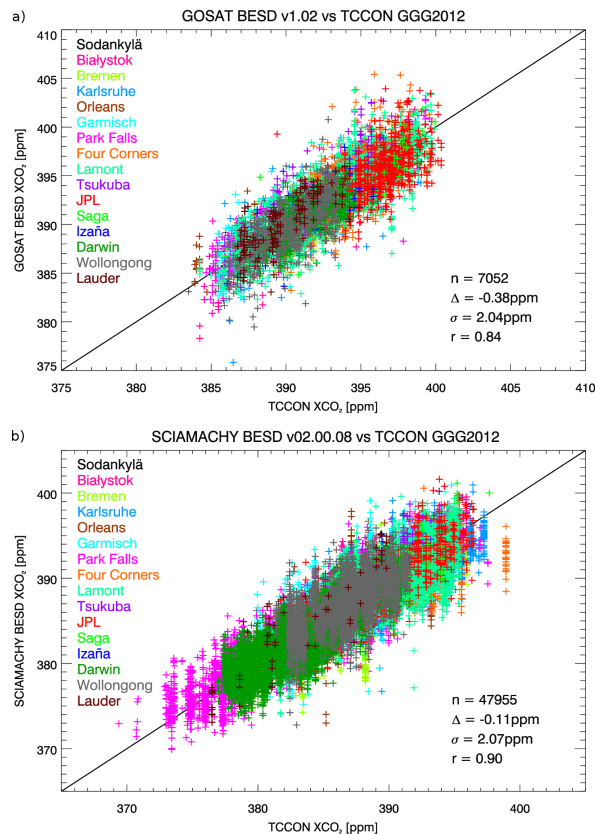 a)
GOSAT BESD v1.02 vs TCCON GGG2012
410
405
400
395
390
385
380
375
GOSAT BESD XCO₂ [ppm]
Sodankylä
Białystok
Bremen
Karlsruhe
Orleans
Garmisch
Park Falls
Four Corners
Lamont
Tsukuba
JPL
Saga
Izaña
Darwin
Wollongong
Lauder
n = 7052
Δ = -0.38ppm
σ = 2.04ppm
r = 0.84
375 380 385 390 395 400 405 410
TCCON XCO₂ [ppm]
b)
SCIAMACHY BESD v02.00.08 vs TCCON GGG2012
400
390
380
370
SCIAMACHY BESD XCO₂ [ppm]
Sodankylä
Białystok
Bremen
Karlsruhe
Orleans
Garmisch
Park Falls
Four Corners
Lamont
Tsukuba
JPL
Saga
Izaña
Darwin
Wollongong
Lauder
n = 47955
Δ = -0.11ppm
σ = 2.07ppm
r = 0.90
370 380 390 400
TCCON XCO₂ [ppm]